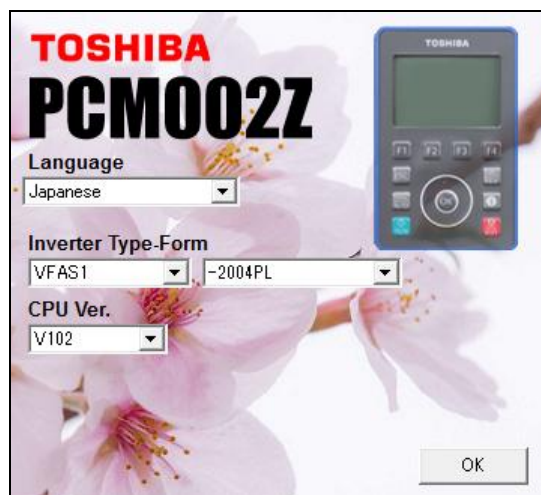 TOSHIBA
PCM002Z
TOSHIBA
Language
Japanese
F1 F2 F3 F4
OK
Inverter Type-Form
VFAS1 -2004PL
CPU Ver.
V102
OK